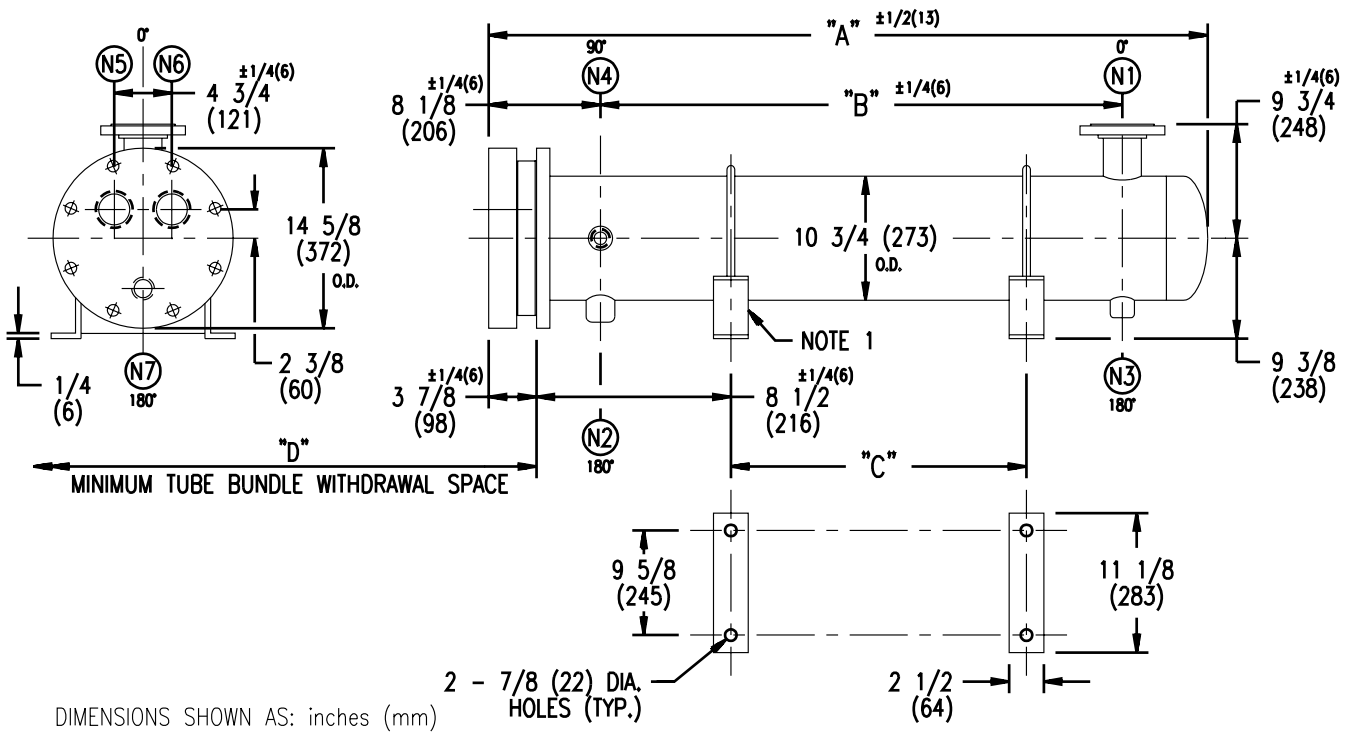 0°
N5
N6
±1/4(6)
4 3/4
(121)
14 5/8
(372)
O.D.
2 3/8
(60)
1/4
(6)
N7
180°
"A" ±1/2(13)
90°
N4
0°
N1
±1/4(6)
8 1/8
(206)
"B" ±1/4(6)
±1/4(6)
9 3/4
(248)
10 3/4 (273)
O.D.
NOTE 1
9 3/8
(238)
N3
180°
±1/4(6)
3 7/8
(98)
±1/4(6)
8 1/2
(216)
N2
180°
"D"
MINIMUM TUBE BUNDLE WITHDRAWAL SPACE
"C"
9 5/8
(245)
11 1/8
(283)
2 - 7/8 (22) DIA.
HOLES (TYP.)
2 1/2
(64)
DIMENSIONS SHOWN AS: inches (mm)